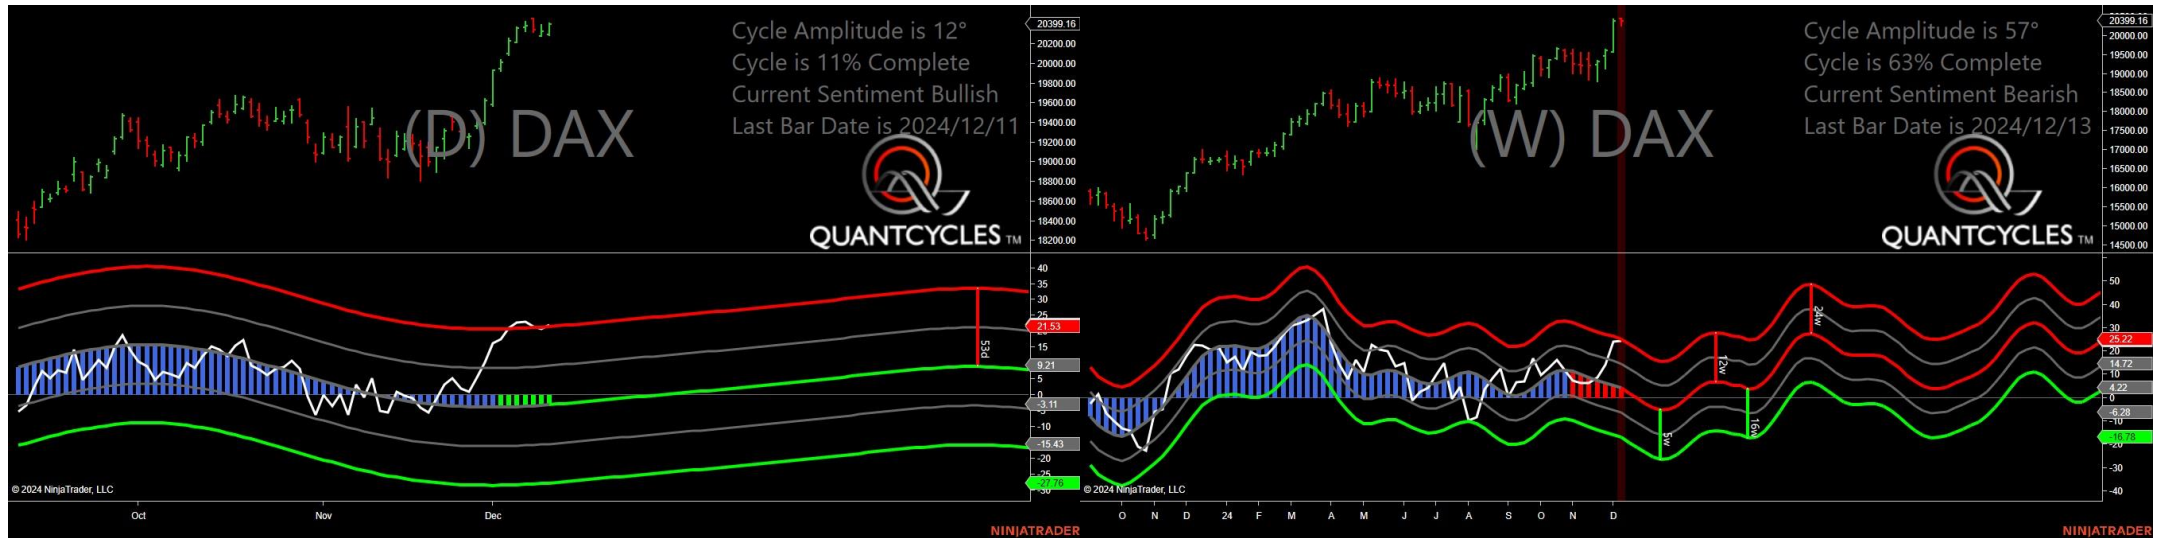 Cycle Amplitude is 12°
Cycle is 11% Complete
Current Sentiment Bullish
Last Bar Date is 2024/12/11
(D) DAX
QUANTCYCLES TM
20399.16
20200.00
20000.00
19800.00
19600.00
19400.00
19200.00
19000.00
18800.00
18600.00
18400.00
18200.00
40
35
30
25
21.53
15
9.21
5
0
-3.11
-10
-15.43
-20
-25
-27.76
-30
53d
© 2024 NinjaTrader, LLC
Oct
Nov
Dec
NINJATRADER
Cycle Amplitude is 57°
Cycle is 63% Complete
Current Sentiment Bearish
Last Bar Date is 2024/12/13
(W) DAX
QUANTCYCLES TM
20399.16
20000.00
19500.00
19000.00
18500.00
18000.00
17500.00
17000.00
16500.00
16000.00
15500.00
15000.00
14500.00
50
40
30
25.22
20
14.72
10
4.22
0
-6.28
-10
-16.78
-20
-30
-40
5w
12w
16w
24w
© 2024 NinjaTrader, LLC
O N D 24 F M A M J J A S O N D
NINJATRADER